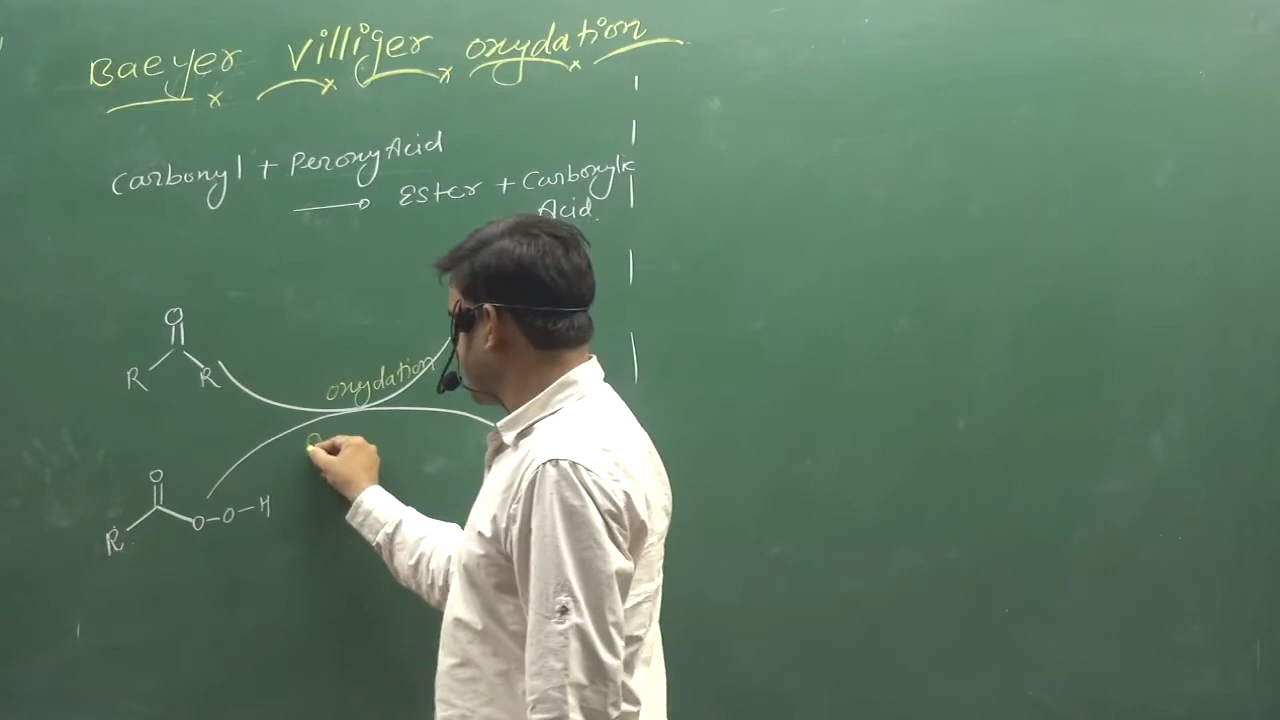 Baeyer Villiger oxydation
Carbonyl + Peroxy Acid
→ Ester + Carboxylic
Acid.
O
R R
oxydation
O
R O-O-H